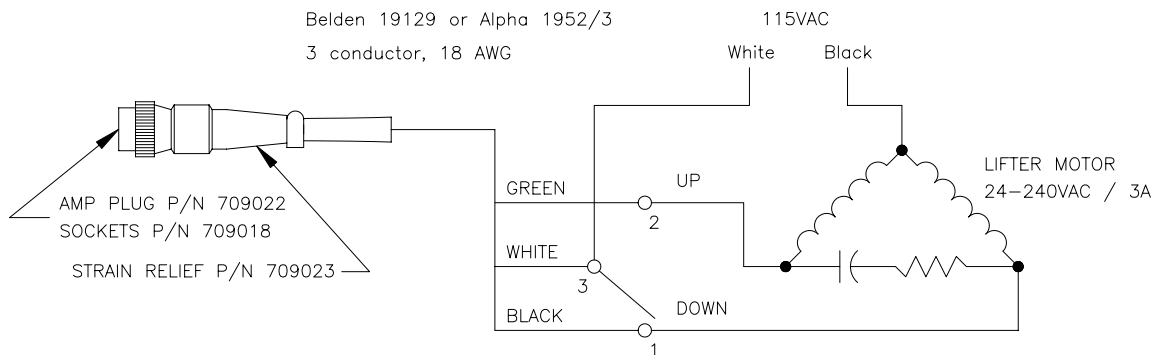 Belden 19129 or Alpha 1952/3
3 conductor, 18 AWG
115VAC
White
Black
AMP PLUG P/N 709022
SOCKETS P/N 709018
STRAIN RELIEF P/N 709023
GREEN
UP
2
WHITE
3
BLACK
DOWN
1
LIFTER MOTOR
24-240VAC / 3A